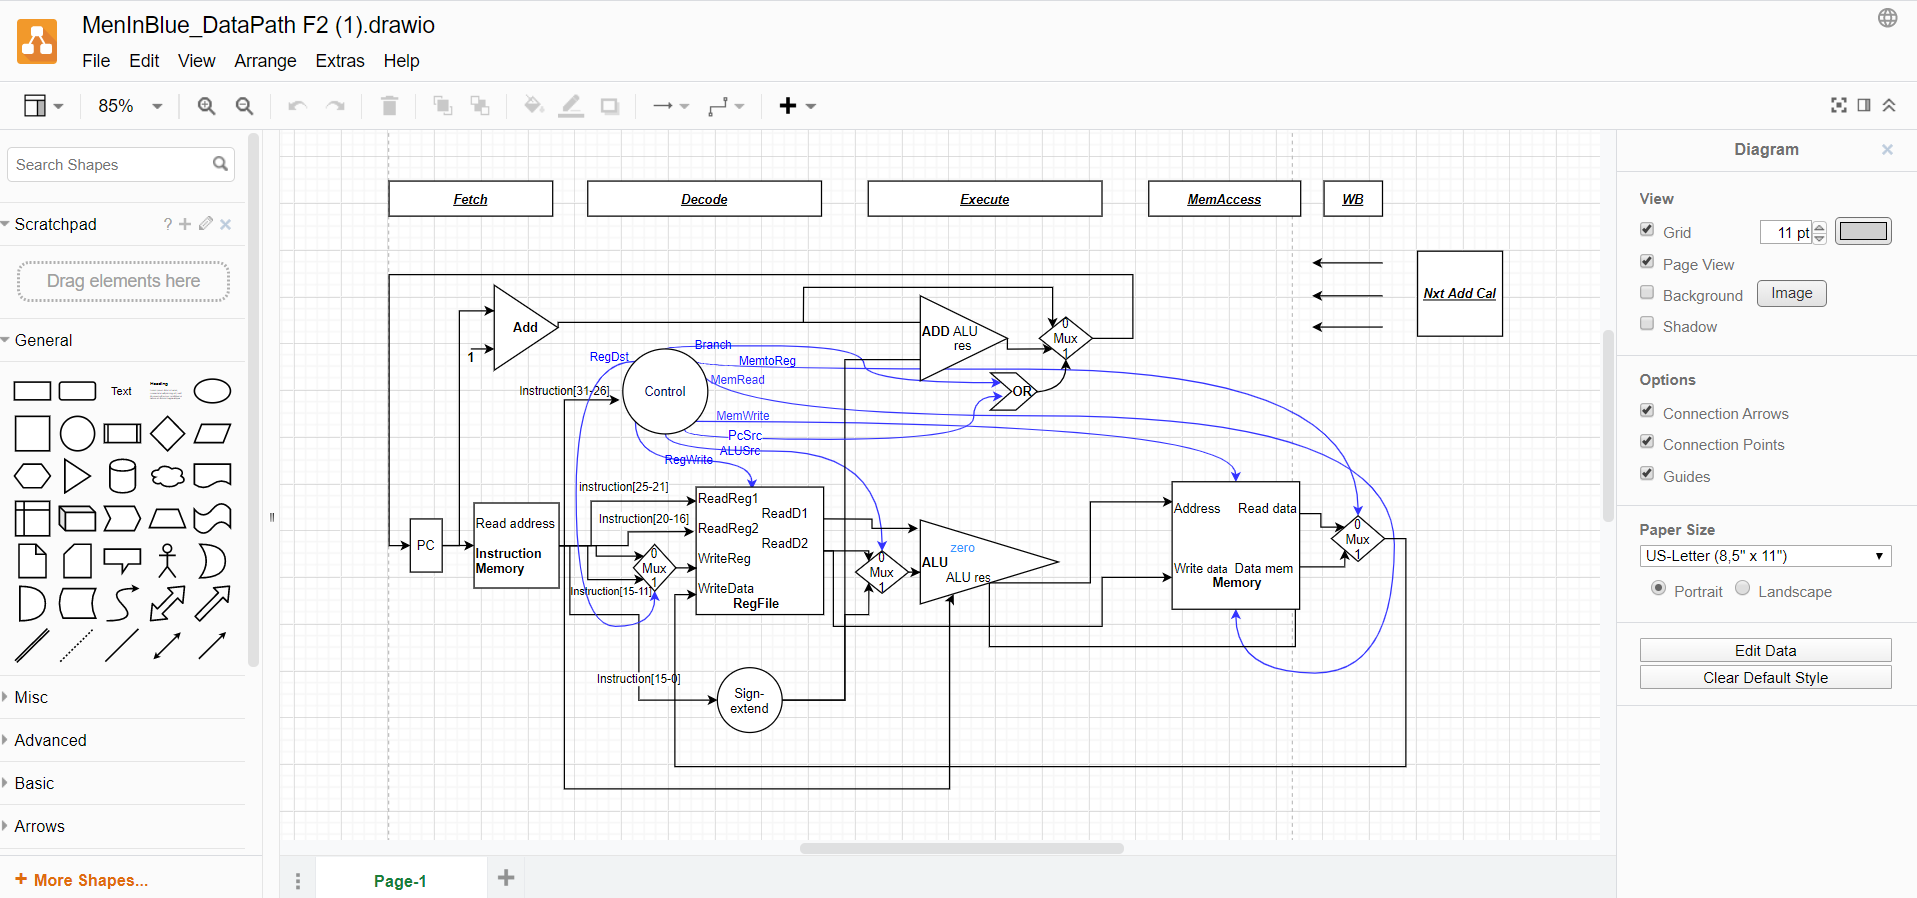 MenInBlue_DataPath F2 (1).drawio
File Edit View Arrange Extras Help
85%
Search Shapes
Scratchpad
?
Drag elements here
General
Text
Heading
Misc
Advanced
Basic
Arrows
+ More Shapes...
Fetch
Decode
Execute
MemAccess
WB
Nxt Add Cal
Add
1
ADD ALU
res
0
Mux
1
RegDst
Branch
MemtoReg
MemRead
Control
Instruction[31-26]
OR
MemWrite
PcSrc
ALUSrc
RegWrite
instruction[25-21]
Instruction[20-16]
Instruction[15-11]
Instruction[15-0]
PC
Read address
Instruction
Memory
0
Mux
1
ReadReg1
ReadD1
ReadReg2
ReadD2
WriteReg
WriteData
RegFile
0
Mux
1
zero
ALU
ALU res
Address Read data
Write data Data mem
Memory
0
Mux
1
Sign-
extend
Page-1
Diagram
View
Grid 11 pt
Page View
Background Image
Shadow
Options
Connection Arrows
Connection Points
Guides
Paper Size
US-Letter (8,5" x 11")
Portrait Landscape
Edit Data
Clear Default Style